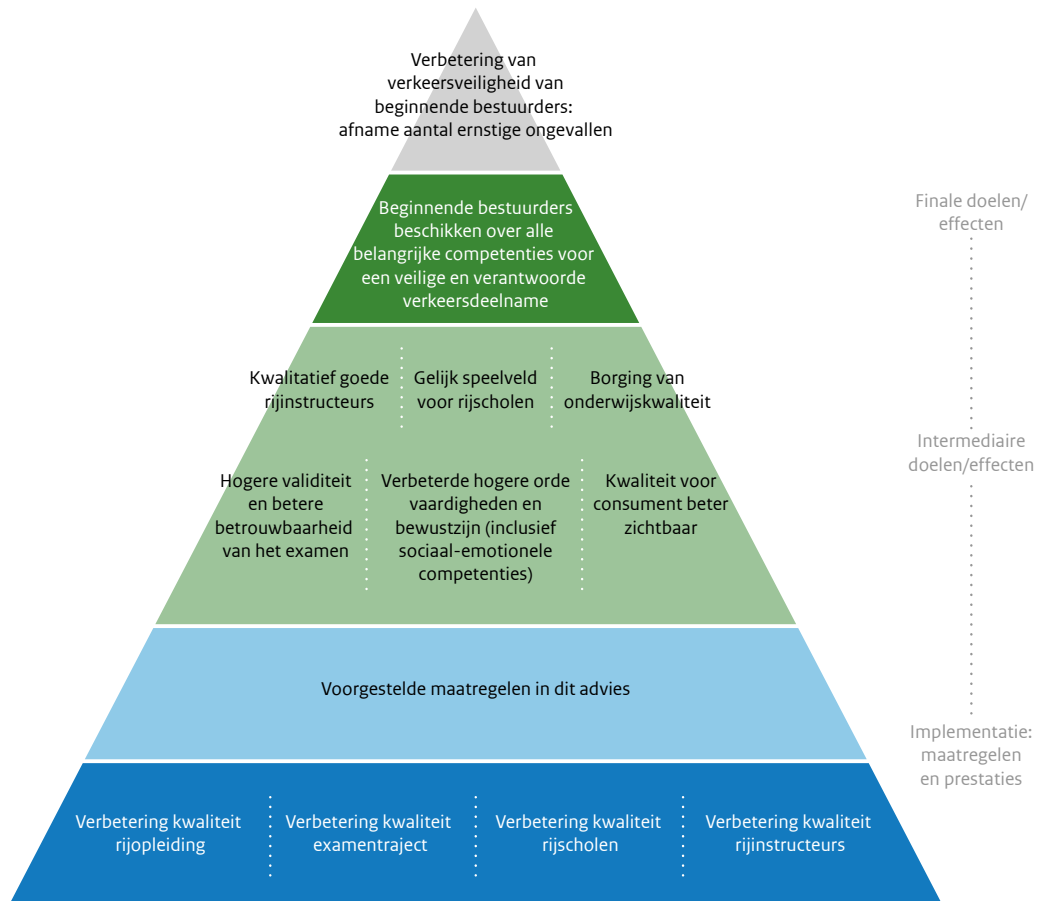 Verbetering van
verkeersveiligheid van
beginnende bestuurders:
afname aantal ernstige ongevallen
Beginnende bestuurders
beschikken over alle
belangrijke competenties voor
een veilige en verantwoorde
verkeersdeelname
Finale doelen/
effecten
Kwalitatief goede
rijinstructeurs
Gelijk speelveld
voor rijscholen
Borging van
onderwijskwaliteit
Hogere validiteit
en betere
betrouwbaarheid
van het examen
Verbeterde hogere orde
vaardigheden en
bewustzijn (inclusief
sociaal-emotionele
competenties)
Kwaliteit voor
consument beter
zichtbaar
Intermediaire
doelen/effecten
Voorgestelde maatregelen in dit advies
Implementatie:
maatregelen
en prestaties
Verbetering kwaliteit
rijopleiding
Verbetering kwaliteit
examentraject
Verbetering kwaliteit
rijscholen
Verbetering kwaliteit
rijinstructeurs